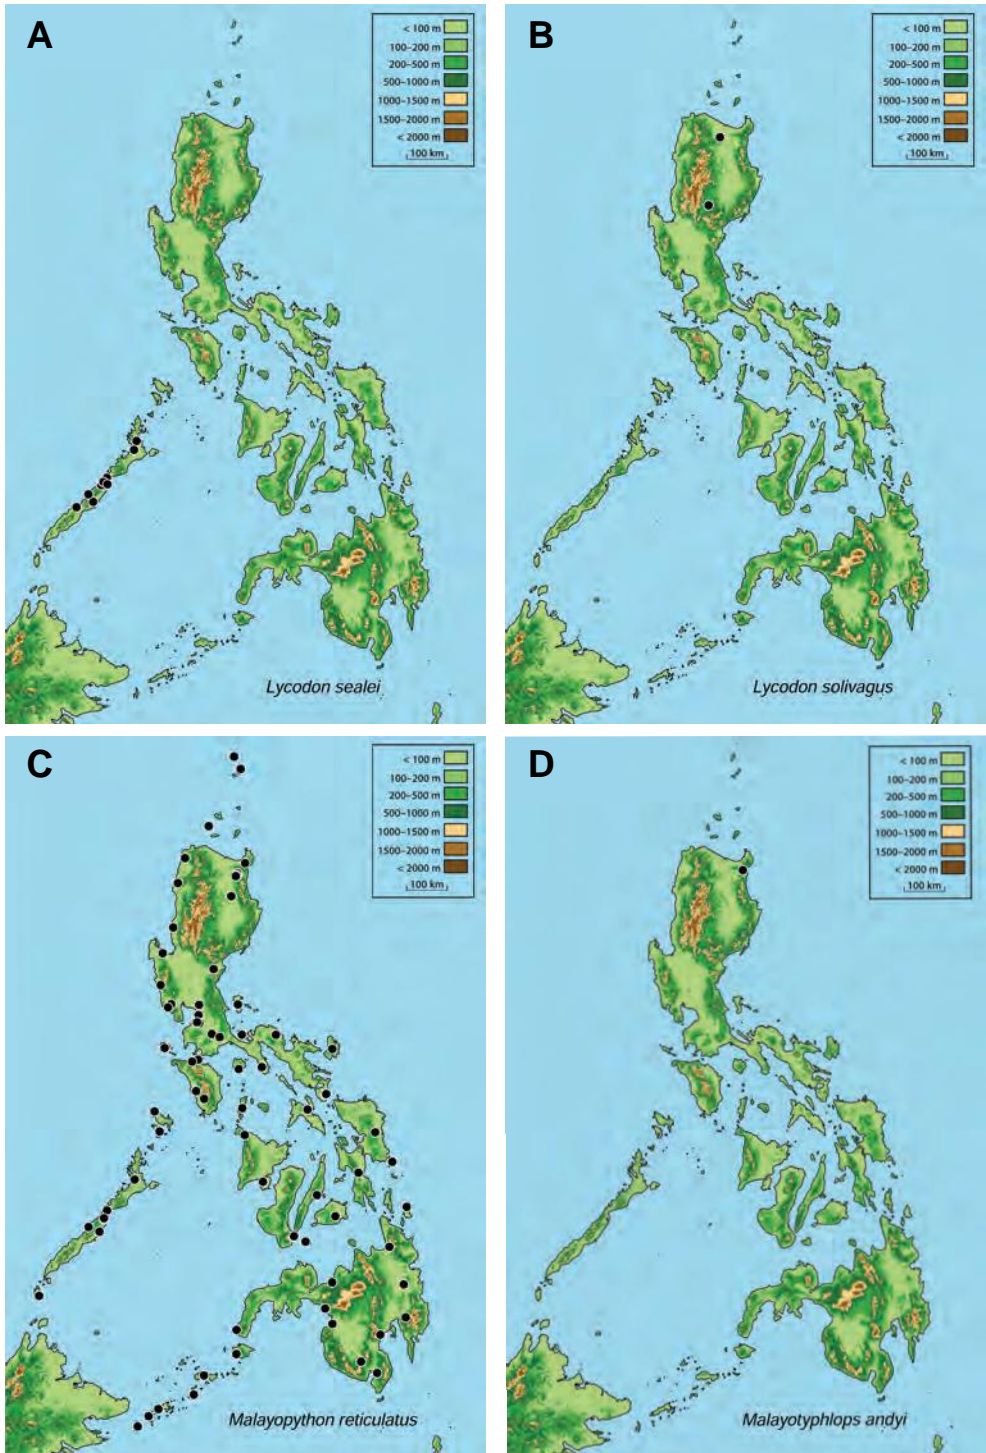 A
< 100 m
100–200 m
200–500 m
500–1000 m
1000–1500 m
1500–2000 m
< 2000 m
100 km
Lycodon sealei
B
< 100 m
100–200 m
200–500 m
500–1000 m
1000–1500 m
1500–2000 m
< 2000 m
100 km
Lycodon solivagus
C
< 100 m
100–200 m
200–500 m
500–1000 m
1000–1500 m
1500–2000 m
< 2000 m
100 km
Malayopython reticulatus
D
< 100 m
100–200 m
200–500 m
500–1000 m
1000–1500 m
1500–2000 m
< 2000 m
100 km
Malayotyphlops andyi